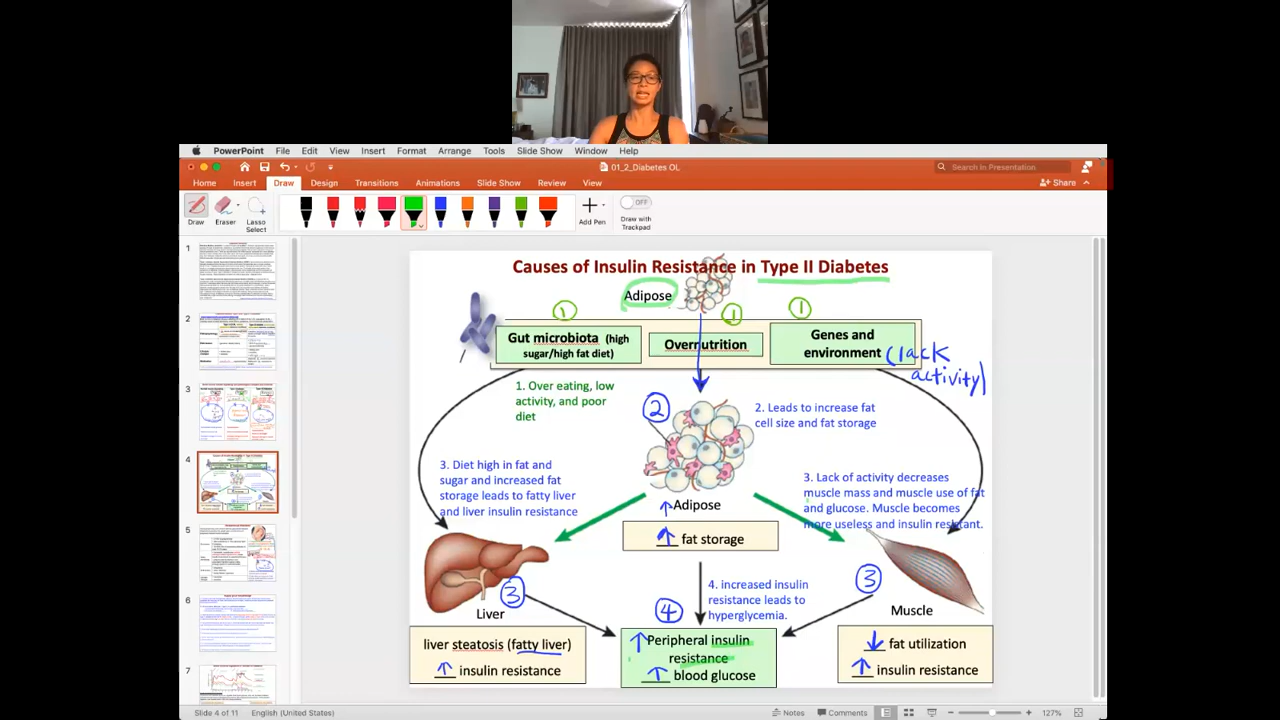 PowerPoint File Edit View Insert Format Arrange Tools Slide Show Window Help
01_2_Diabetes OL
Search In Presentation
Home Insert Draw Design Transitions Animations Slide Show Review View
Share
Draw
Eraser
Lasso
Select
Add Pen
OFF
Draw with
Trackpad
1
2
3
4
5
6
7
Causes of Insulin Resistance in Type II Diabetes
Adipose
1
1
1
Gut microbiota (high
sugar/high fat diet)
Overnutrition
Genes and
environment
(lack
activity)
1. Over eating, low
activity, and poor
diet
2
2. Leads to increase fat
cell size and fat storage
3. Diet high in fat and
sugar and increased fat
storage leads to fatty liver
and liver insulin resistance
3. Lack of activity decreases
muscle mass and muscle use of fat
and glucose. Muscle becomes
more useless and insulin resistant.
↑ Adipose
↑ fat storage
3
4. increased insulin
resistance leads to
hyperglycemia.
4
3
Muscle
liver steatosis (fatty liver)
↑ insulin resistance
↑ Peripheral insulin
resistance
↑ blood glucose
↓ fat utilization
↑ insulin resistance
Slide 4 of 11 English (United States)
Notes Comments 127%